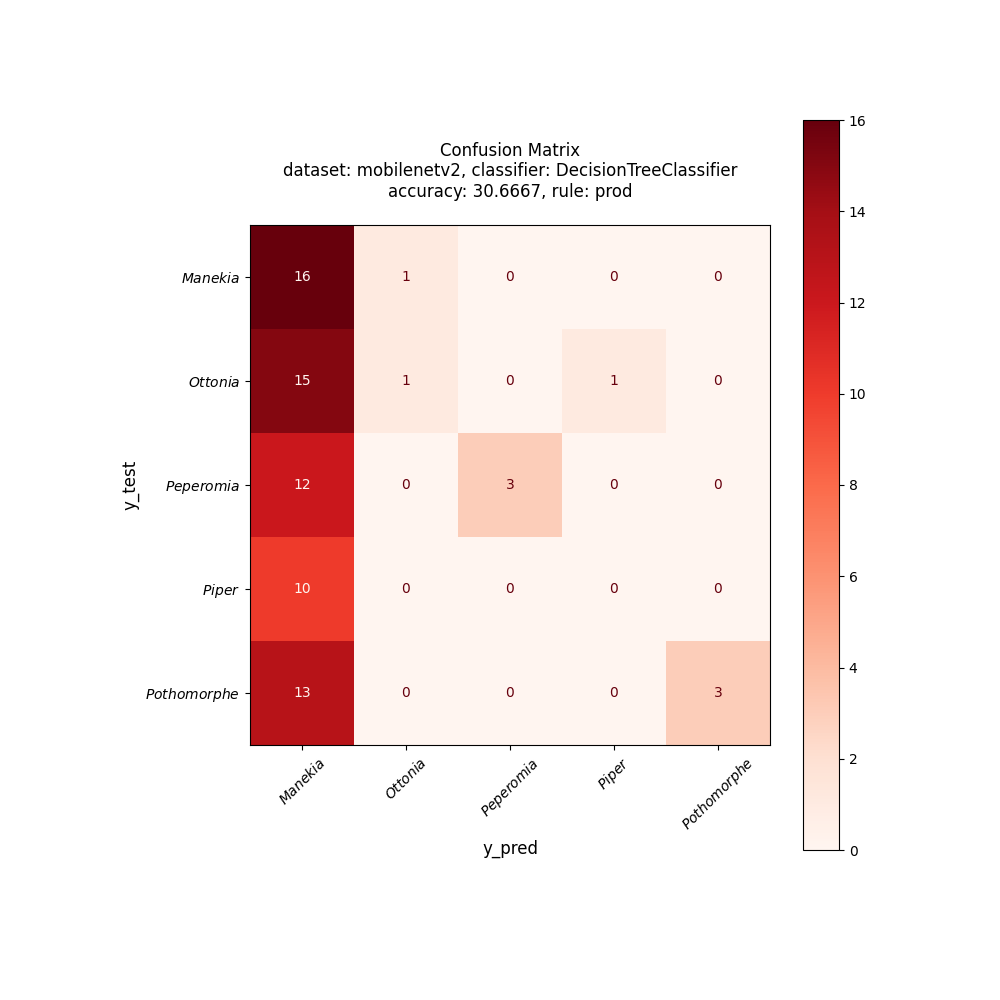 Confusion Matrix
dataset: mobilenetv2, classifier: DecisionTreeClassifier
accuracy: 30.6667, rule: prod
y_test
Manekia 16 1 0 0 0
Ottonia 15 1 0 1 0
Peperomia 12 0 3 0 0
Piper 10 0 0 0 0
Pothomorphe 13 0 0 0 3
Manekia Ottonia Peperomia Piper Pothomorphe
y_pred
16
14
12
10
8
6
4
2
0